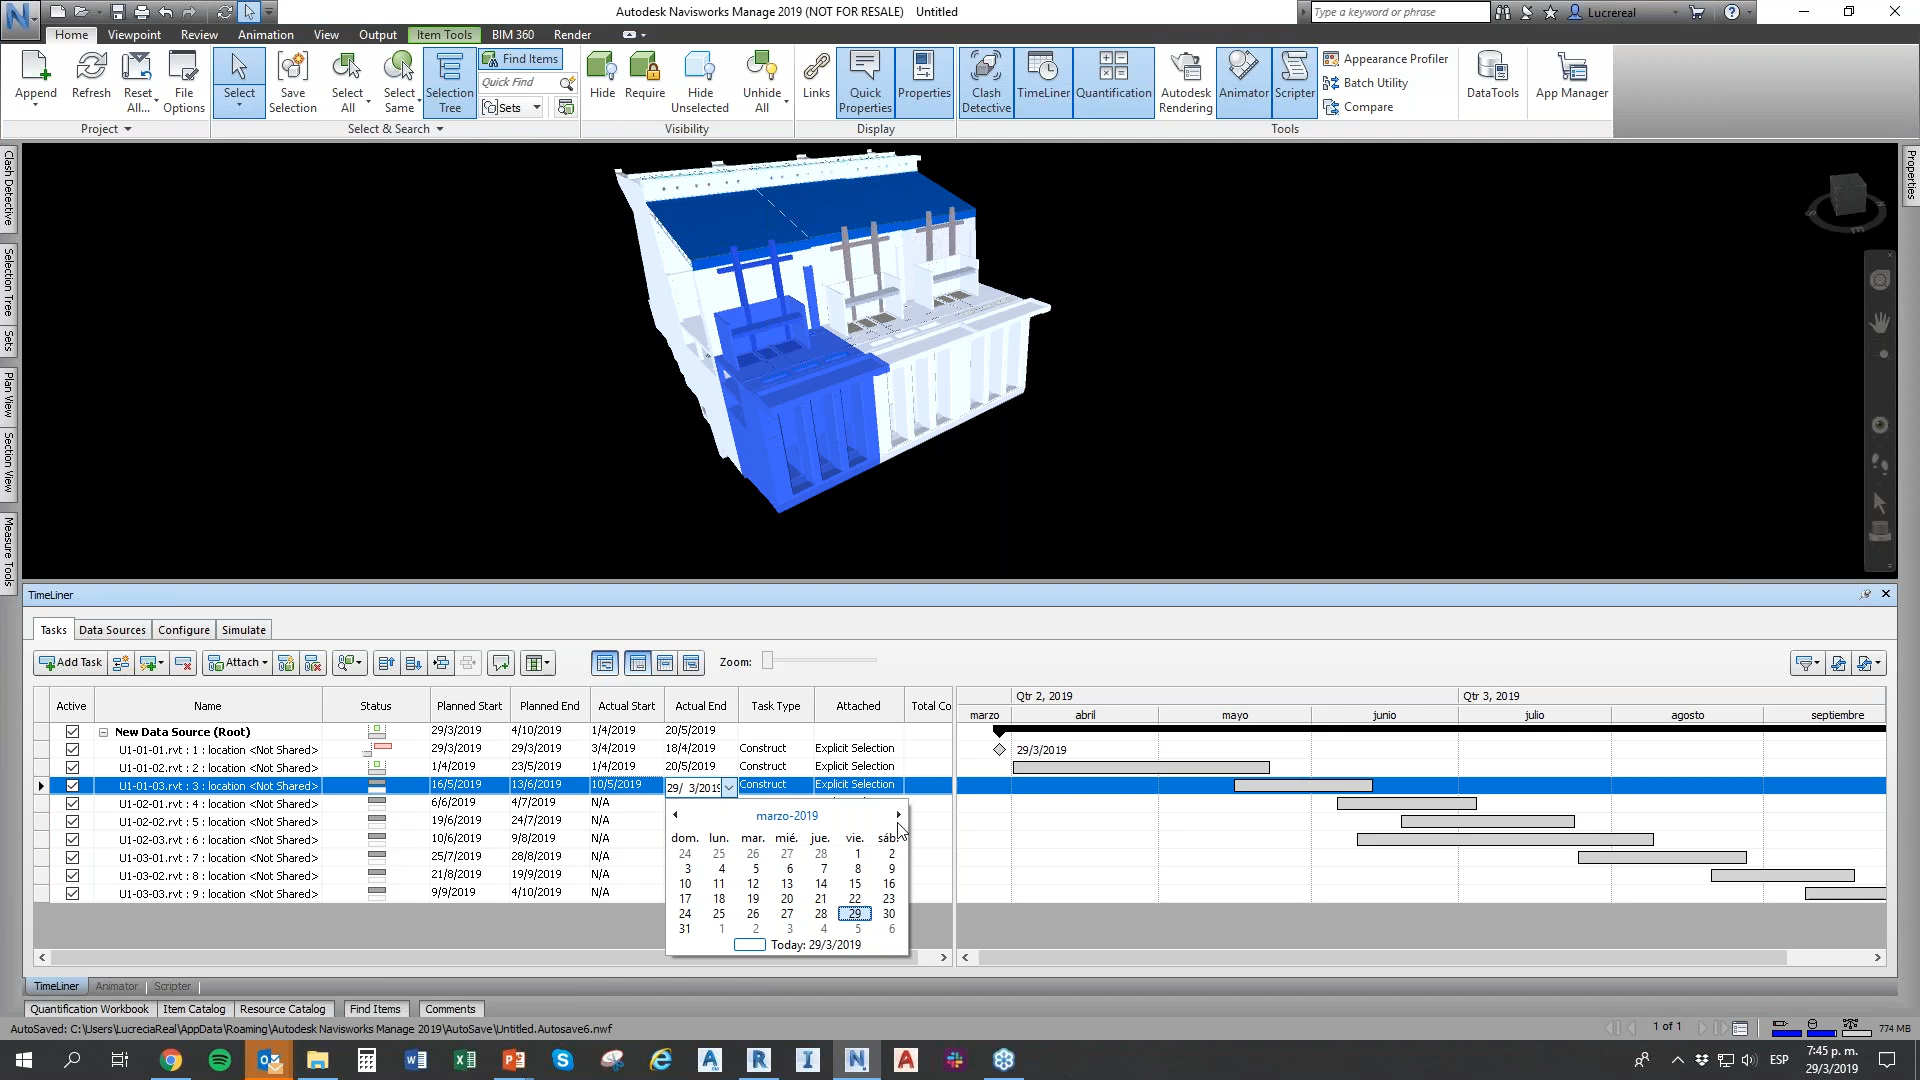 Autodesk Navisworks Manage 2019 (NOT FOR RESALE) Untitled
Type a keyword or phrase
Lucrereal
Home Viewpoint Review Animation View Output Item Tools BIM 360 Render
Append Refresh Reset All... File Options
Select Save Selection Select All Select Same Selection Tree
Find Items
Quick Find
Sets
Hide Require Hide Unselected Unhide All
Links Quick Properties Properties
Clash Detective TimeLiner Quantification Autodesk Rendering Animator Scripter
Appearance Profiler
Batch Utility
Compare
DataTools App Manager
Project Select & Search Visibility Display Tools
Clash Detective
Selection Tree
Sets
Plan View
Section View
Measure Tools
Properties
TimeLiner
Tasks Data Sources Configure Simulate
Add Task Attach Zoom:
Active Name Status Planned Start Planned End Actual Start Actual End Task Type Attached Total Co
New Data Source (Root) 29/3/2019 4/10/2019 1/4/2019 20/5/2019
U1-01-01.rvt : 1 : location <Not Shared> 29/3/2019 29/3/2019 3/4/2019 18/4/2019 Construct Explicit Selection
U1-01-02.rvt : 2 : location <Not Shared> 1/4/2019 23/5/2019 1/4/2019 20/5/2019 Construct Explicit Selection
U1-01-03.rvt : 3 : location <Not Shared> 16/5/2019 13/6/2019 10/5/2019 29/ 3/2019 Construct Explicit Selection
U1-02-01.rvt : 4 : location <Not Shared> 6/6/2019 4/7/2019 N/A
U1-02-02.rvt : 5 : location <Not Shared> 19/6/2019 24/7/2019 N/A
U1-02-03.rvt : 6 : location <Not Shared> 10/6/2019 9/8/2019 N/A
U1-03-01.rvt : 7 : location <Not Shared> 25/7/2019 28/8/2019 N/A
U1-03-02.rvt : 8 : location <Not Shared> 21/8/2019 19/9/2019 N/A
U1-03-03.rvt : 9 : location <Not Shared> 9/9/2019 4/10/2019 N/A
marzo-2019
dom. lun. mar. mié. jue. vie. sáb.
24 25 26 27 28 1 2
3 4 5 6 7 8 9
10 11 12 13 14 15 16
17 18 19 20 21 22 23
24 25 26 27 28 29 30
31 1 2 3 4 5 6
Today: 29/3/2019
Qtr 2, 2019 Qtr 3, 2019
marzo abril mayo junio julio agosto septiembre
29/3/2019
TimeLiner Animator Scripter
Quantification Workbook Item Catalog Resource Catalog Find Items Comments
AutoSaved: C:\Users\LucreciaReal\AppData\Roaming\Autodesk Navisworks Manage 2019\AutoSave\Untitled.Autosave6.nwf
1 of 1
774 MB
ESP
7:45 p. m.
29/3/2019